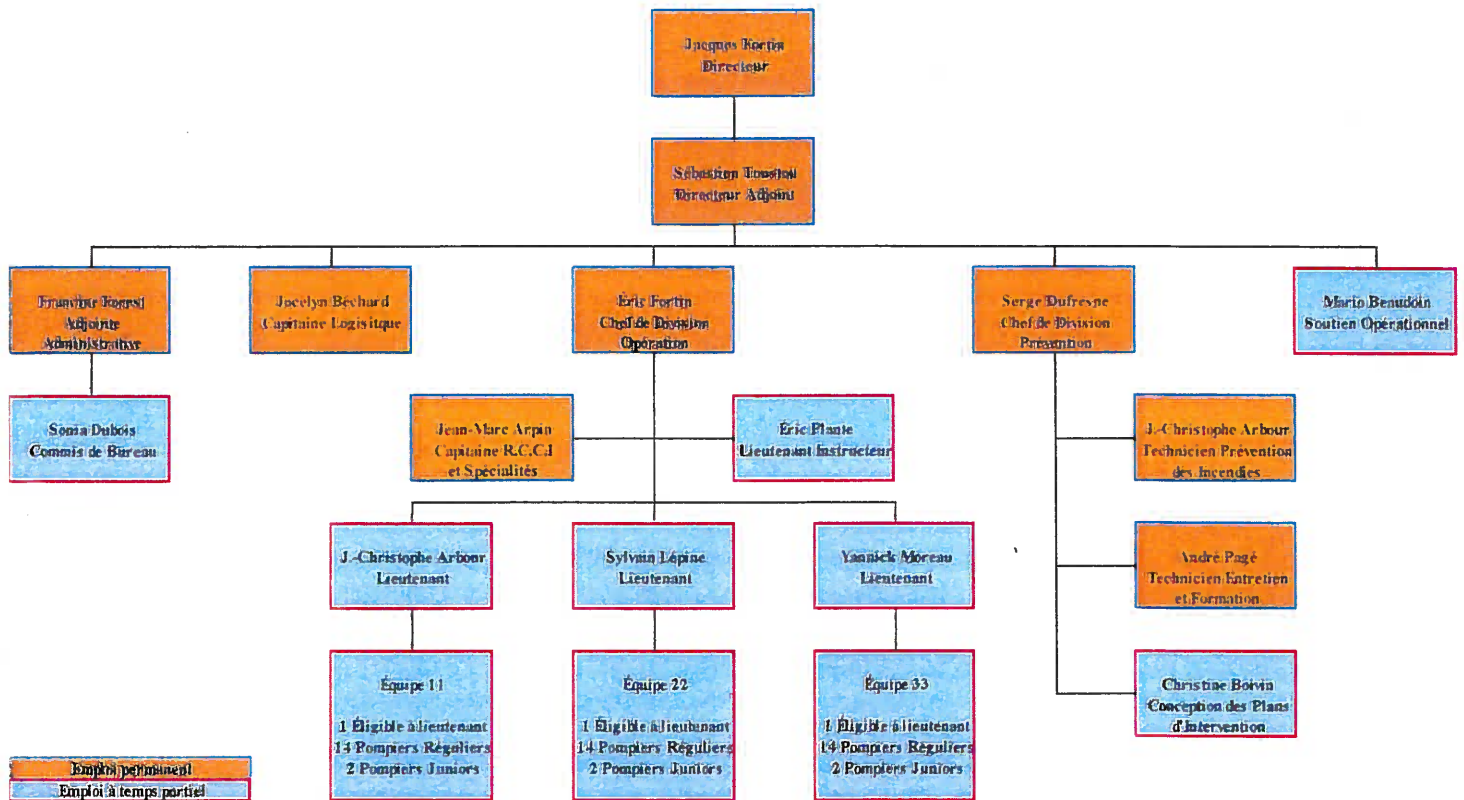 Jacques Fortin
Directeur
Sébastien
Directeur Adjoint
Francine Forest
Adjointe
Administrative
Jocelyn Béchard
Capitaine Logisitque
Éric Fortin
Chef de Division
Opération
Serge Dufresne
Chef de Division
Prévention
Mario Beaudoin
Soutien Opérationnel
Sonia Dubois
Commis de Bureau
Jean-Marc Arpin
Capitaine R.C.C.I
et Spécialités
Éric Plante
Lieutenant Instructeur
J.-Christophe Arbour
Technicien Prévention
des Incendies
J.-Christophe Arbour
Lieutenant
Sylvain Lépine
Lieutenant
Yannick Moreau
Lieutenant
André Pagé
Technicien Entretien
et Formation
Équipe 11
1 Éligible à lieutenant
14 Pompiers Réguliers
2 Pompiers Juniors
Équipe 22
1 Éligible à lieutenant
14 Pompiers Réguliers
2 Pompiers Juniors
Équipe 33
1 Éligible à lieutenant
14 Pompiers Réguliers
2 Pompiers Juniors
Christine Boivin
Conception des Plans
d'Intervention
Emploi permanent
Emploi à temps partiel